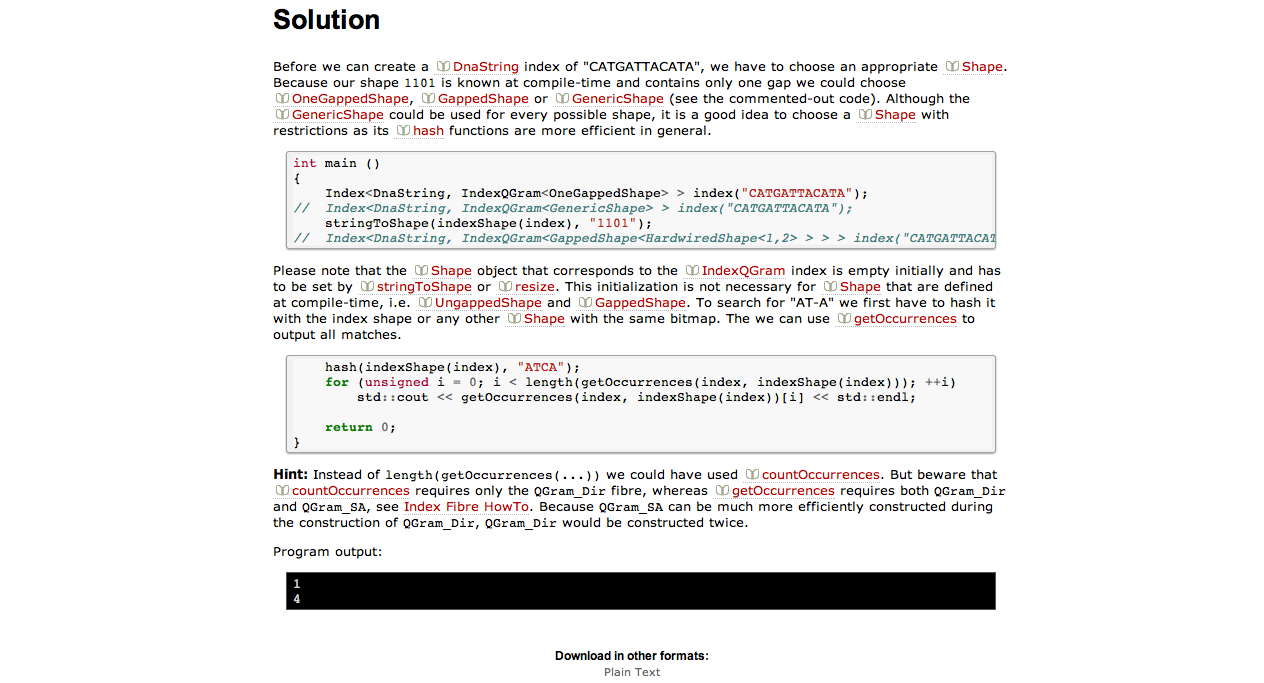 Solution
Before we can create a DnaString index of "CATGATTACATA", we have to choose an appropriate Shape.
Because our shape 1101 is known at compile-time and contains only one gap we could choose
OneGappedShape, GappedShape or GenericShape (see the commented-out code). Although the
GenericShape could be used for every possible shape, it is a good idea to choose a Shape with
restrictions as its hash functions are more efficient in general.
int main ()
{
    Index<DnaString, IndexQGram<OneGappedShape> > index("CATGATTACATA");
//  Index<DnaString, IndexQGram<GenericShape> > index("CATGATTACATA");
    stringToShape(indexShape(index), "1101");
//  Index<DnaString, IndexQGram<GappedShape<HardwiredShape<1,2> > > > index("CATGATTACAT
Please note that the Shape object that corresponds to the IndexQGram index is empty initially and has
to be set by stringToShape or resize. This initialization is not necessary for Shape that are defined
at compile-time, i.e. UngappedShape and GappedShape. To search for "AT-A" we first have to hash it
with the index shape or any other Shape with the same bitmap. The we can use getOccurrences to
output all matches.
    hash(indexShape(index), "ATCA");
    for (unsigned i = 0; i < length(getOccurrences(index, indexShape(index))); ++i)
        std::cout << getOccurrences(index, indexShape(index))[i] << std::endl;
    return 0;
}
Hint: Instead of length(getOccurrences(...)) we could have used countOccurrences. But beware that
countOccurrences requires only the QGram_Dir fibre, whereas getOccurrences requires both QGram_Dir
and QGram_SA, see Index Fibre HowTo. Because QGram_SA can be much more efficiently constructed during
the construction of QGram_Dir, QGram_Dir would be constructed twice.
Program output:
1
4
Download in other formats:
Plain Text